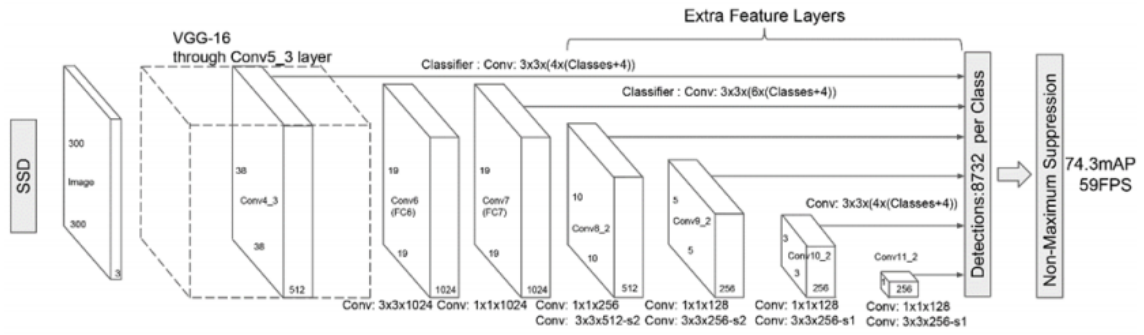 Extra Feature Layers
VGG-16
through Conv5_3 layer
Classifier : Conv: 3x3x(4x(Classes+4))
Classifier : Conv: 3x3x(6x(Classes+4))
SSD
300
Image
300
3
38
Conv4_3
38
512
19
Conv6
(FC6)
19
1024
19
Conv7
(FC7)
19
1024
10
Conv8_2
10
512
5
Conv9_2
5
256
Conv: 3x3x(4x(Classes+4))
3
Conv10_2
3
256
Conv11_2
1
256
Detections:8732 per Class
Non-Maximum Suppression
74.3mAP
59FPS
Conv: 3x3x1024
Conv: 1x1x1024
Conv: 1x1x256
Conv: 3x3x512-s2
Conv: 1x1x128
Conv: 3x3x256-s2
Conv: 1x1x128
Conv: 3x3x256-s1
Conv: 1x1x128
Conv: 3x3x256-s1